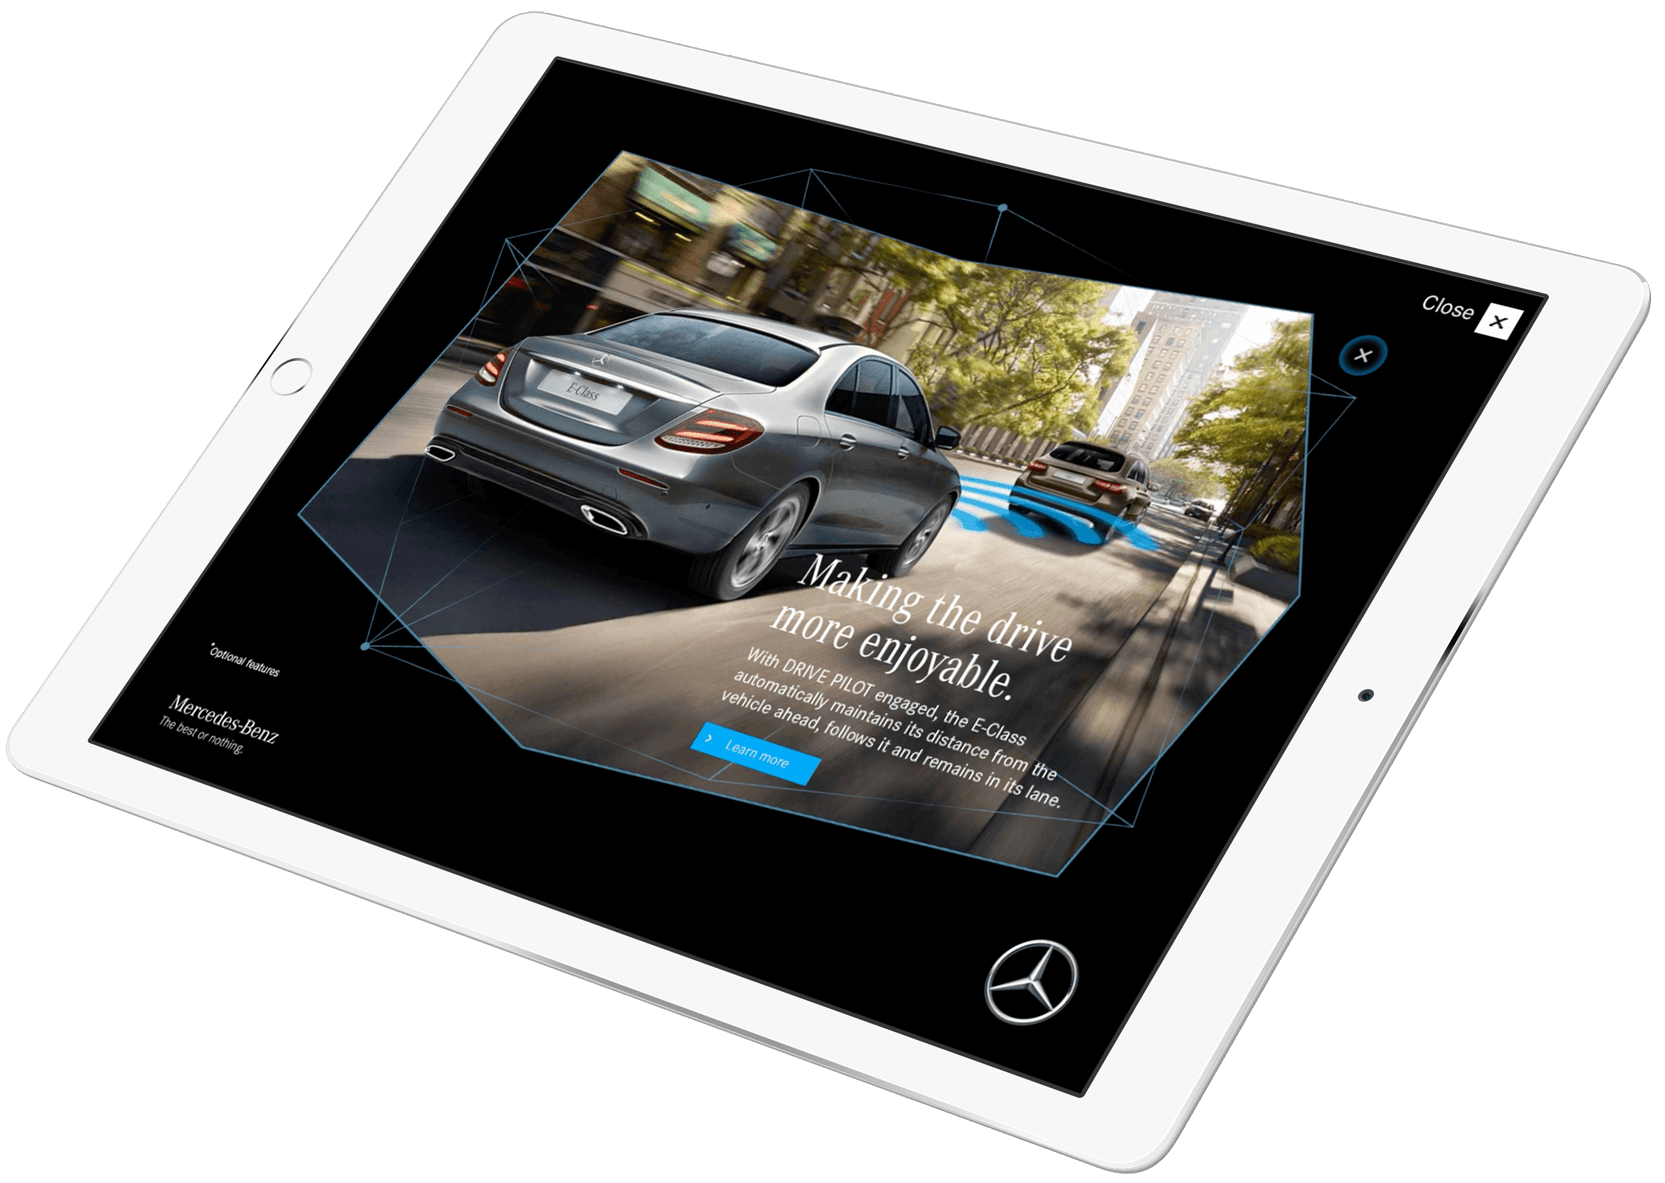 Close
E-Class
Making the drive
more enjoyable.
With DRIVE PILOT engaged, the E-Class
automatically maintains its distance from the
vehicle ahead, follows it and remains in its lane.
Learn more
*Optional features
Mercedes-Benz
The best or nothing.